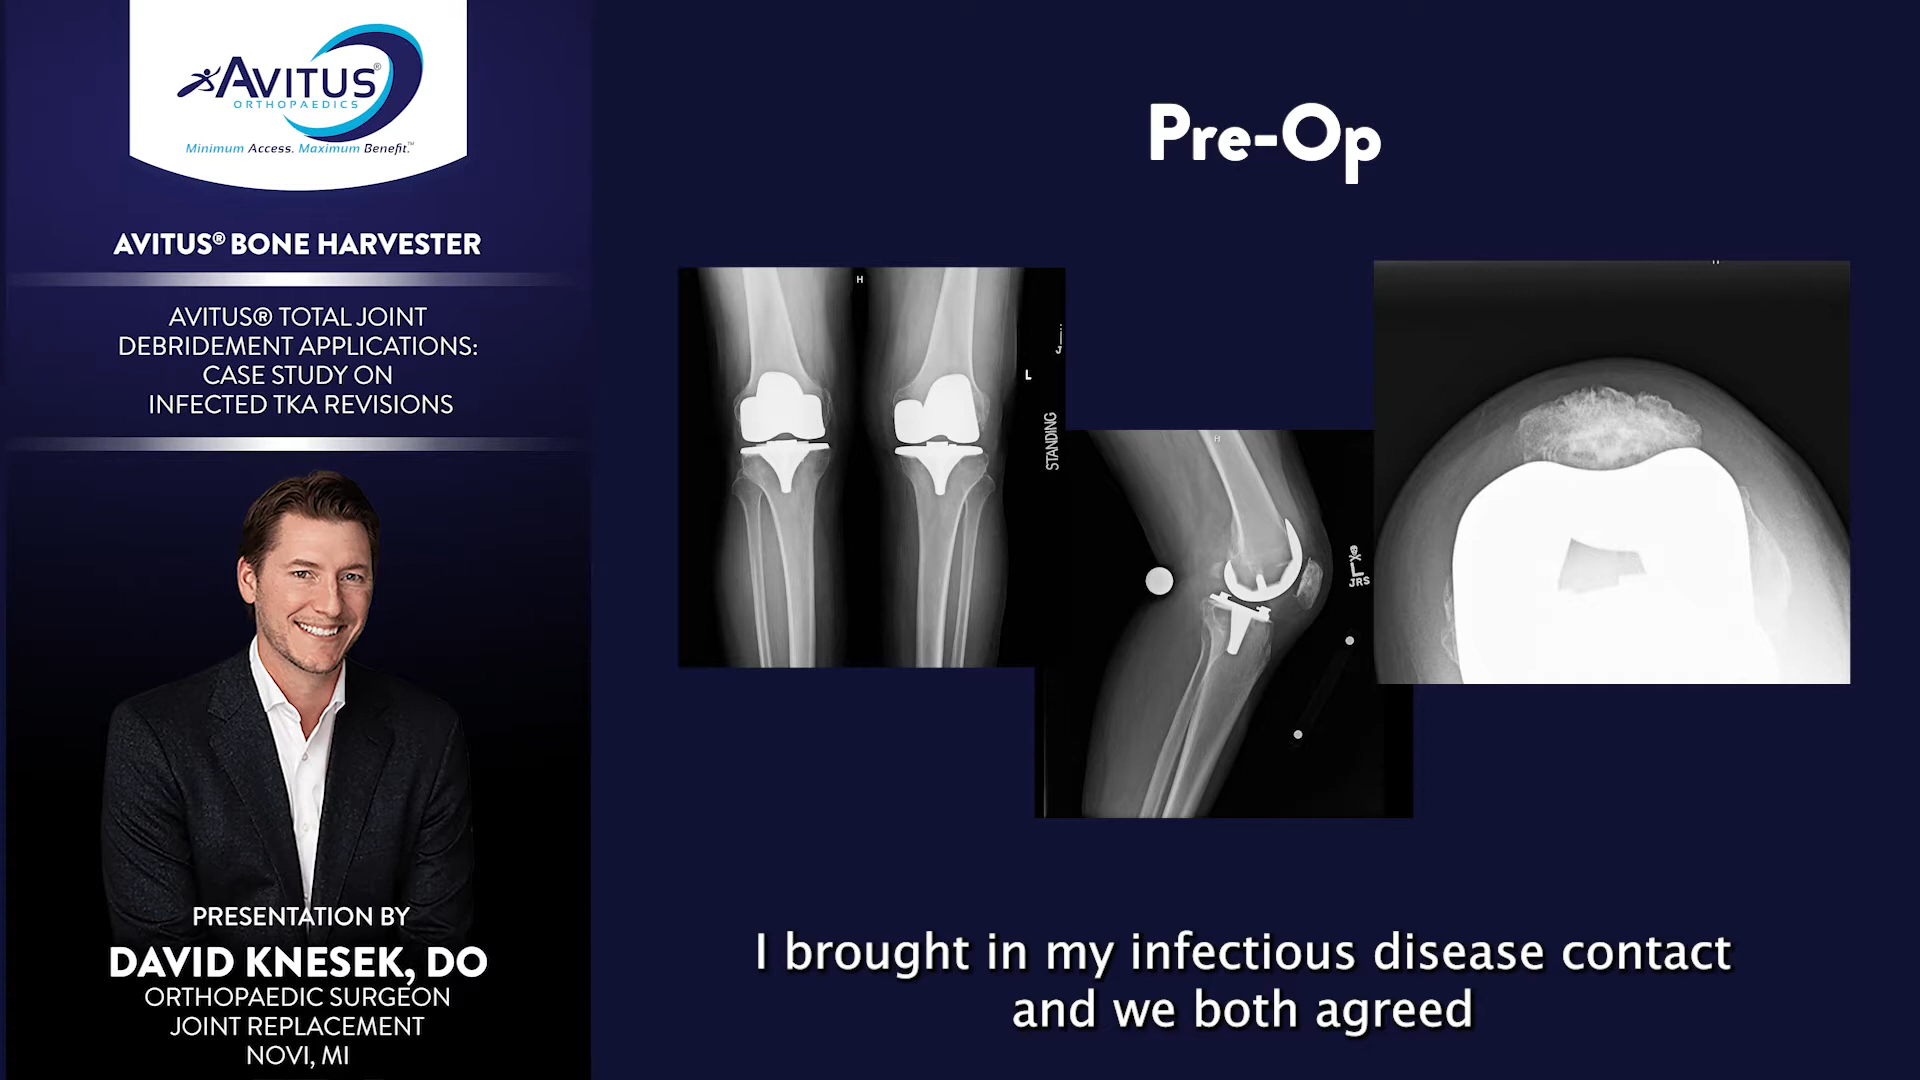 AVITUS®
ORTHOPAEDICS
Minimum Access. Maximum Benefit.™
AVITUS® BONE HARVESTER
AVITUS® TOTAL JOINT
DEBRIDEMENT APPLICATIONS:
CASE STUDY ON
INFECTED TKA REVISIONS
PRESENTATION BY
DAVID KNESEK, DO
ORTHOPAEDIC SURGEON
JOINT REPLACEMENT
NOVI, MI
Pre-Op
H
L
STANDING
H
L
JRS
I brought in my infectious disease contact
and we both agreed